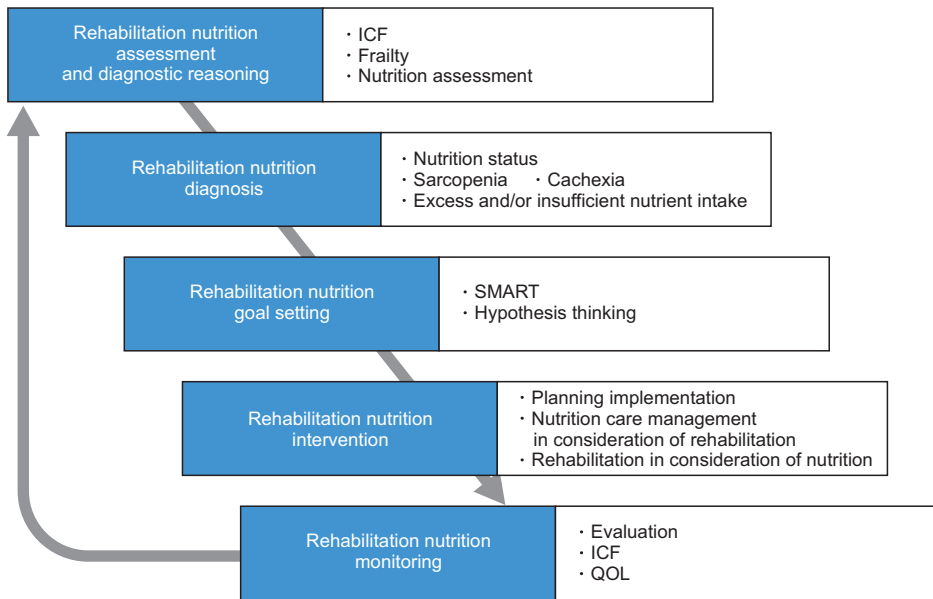 Rehabilitation nutrition
assessment
and diagnostic reasoning
・ICF
・Frailty
・Nutrition assessment
Rehabilitation nutrition
diagnosis
・Nutrition status
・Sarcopenia ・Cachexia
・Excess and/or insufficient nutrient intake
Rehabilitation nutrition
goal setting
・SMART
・Hypothesis thinking
Rehabilitation nutrition
intervention
・Planning implementation
・Nutrition care management
in consideration of rehabilitation
・Rehabilitation in consideration of nutrition
Rehabilitation nutrition
monitoring
・Evaluation
・ICF
・QOL